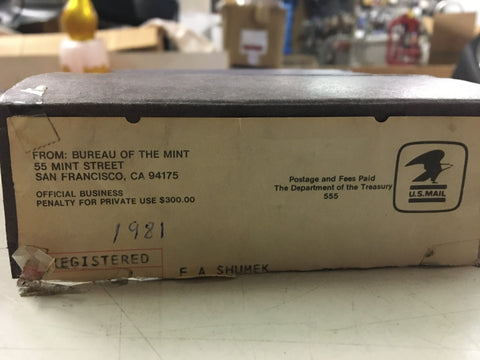 FROM: BUREAU OF THE MINT
55 MINT STREET
SAN FRANCISCO, CA 94175
OFFICIAL BUSINESS
PENALTY FOR PRIVATE USE $300.00
Postage and Fees Paid
The Department of the Treasury
555
U.S.MAIL
1981
REGISTERED
F A SHUMEK